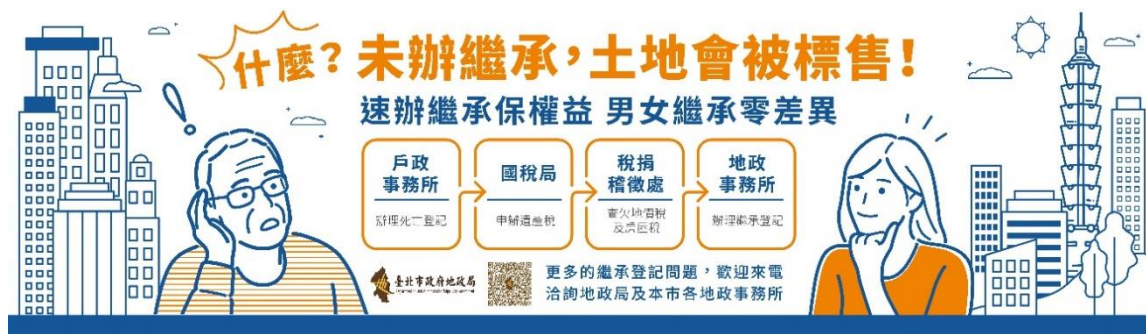 什麼？未辦繼承，土地會被標售！
速辦繼承保權益 男女繼承零差異
戶政
事務所
辦理死亡登記
國稅局
申辦遺產稅
稅捐
稽徵處
查欠地價稅
及房屋稅
地政
事務所
辦理繼承登記
臺北市政府地政局
更多的繼承登記問題，歡迎來電
洽詢地政局及本市各地政事務所